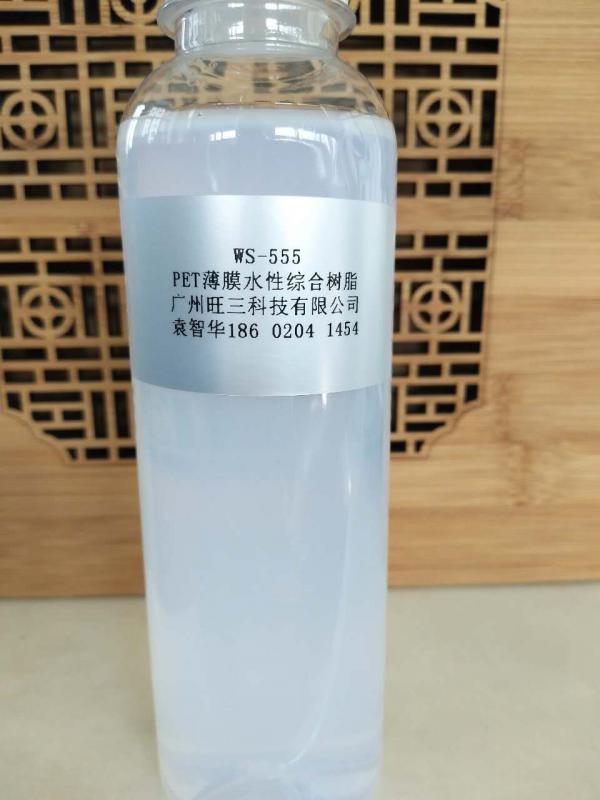 WS-555
PET薄膜水性综合树脂
广州旺三科技有限公司
袁智华186 0204 1454